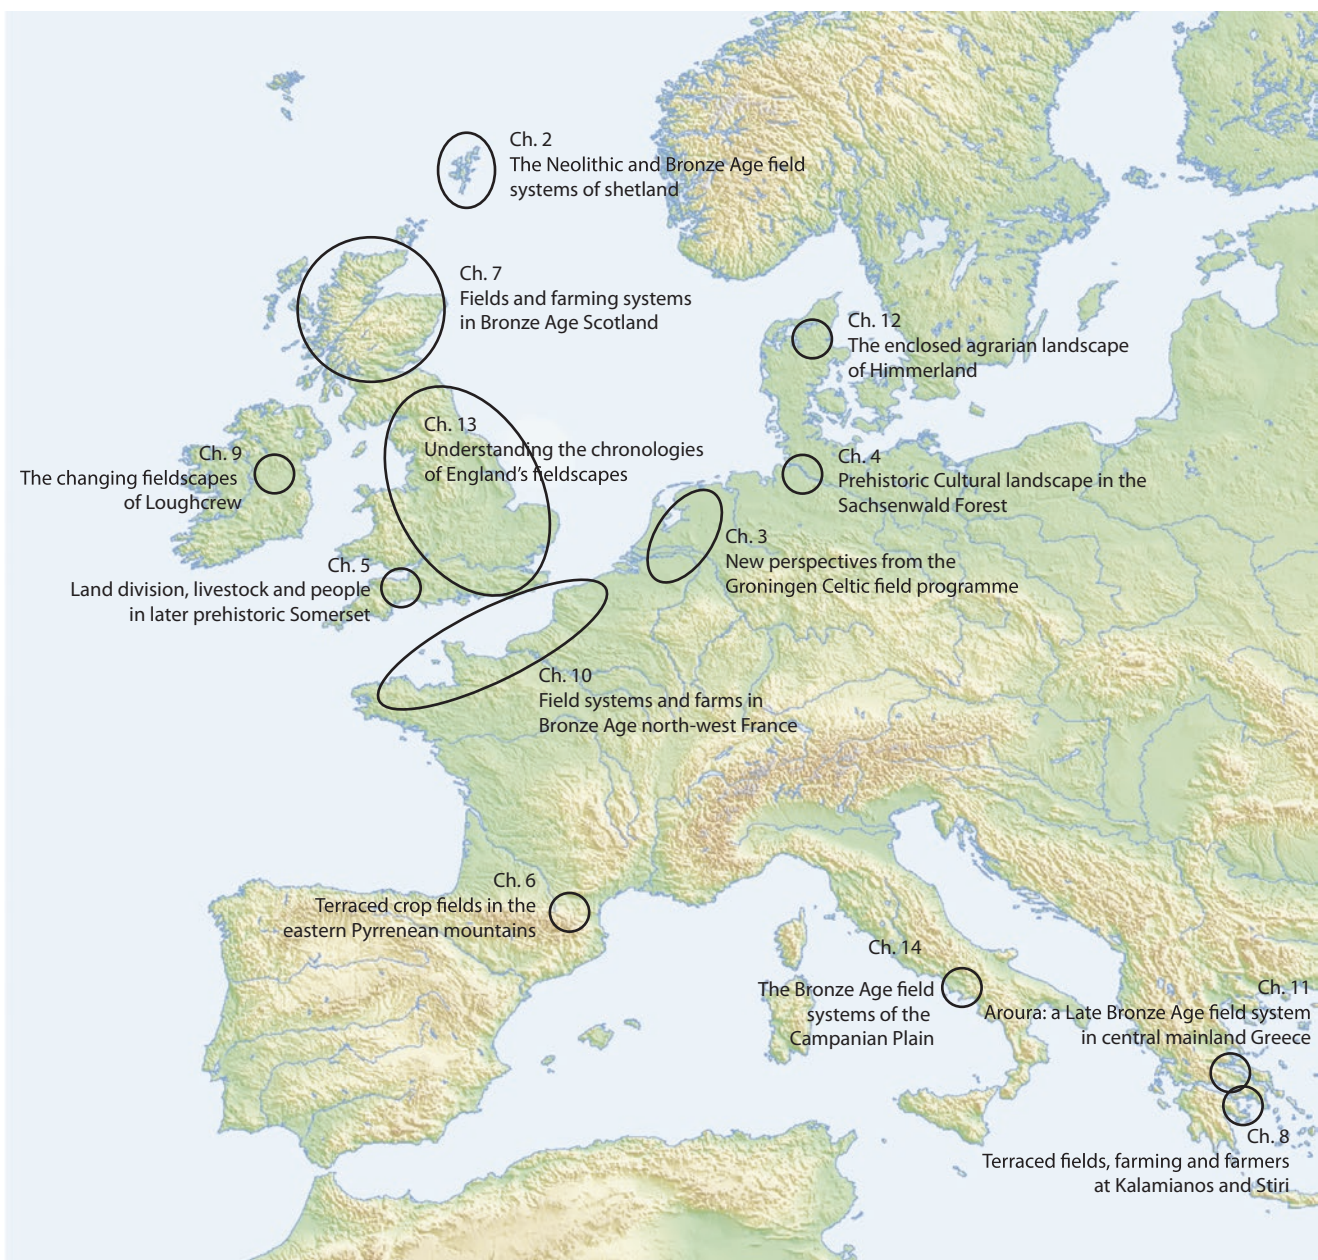 Ch. 2
The Neolithic and Bronze Age field
systems of shetland
Ch. 7
Fields and farming systems
in Bronze Age Scotland
Ch. 12
The enclosed agrarian landscape
of Himmerland
Ch. 13
Understanding the chronologies
of England's fieldscapes
Ch. 9
The changing fieldscapes
of Loughcrew
Ch. 4
Prehistoric Cultural landscape in the
Sachsenwald Forest
Ch. 3
New perspectives from the
Groningen Celtic field programme
Ch. 5
Land division, livestock and people
in later prehistoric Somerset
Ch. 10
Field systems and farms in
Bronze Age north-west France
Ch. 6
Terraced crop fields in the
eastern Pyrrenean mountains
Ch. 14
The Bronze Age field
systems of the
Campanian Plain
Ch. 11
Aroura: a Late Bronze Age field system
in central mainland Greece
Ch. 8
Terraced fields, farming and farmers
at Kalamianos and Stiri